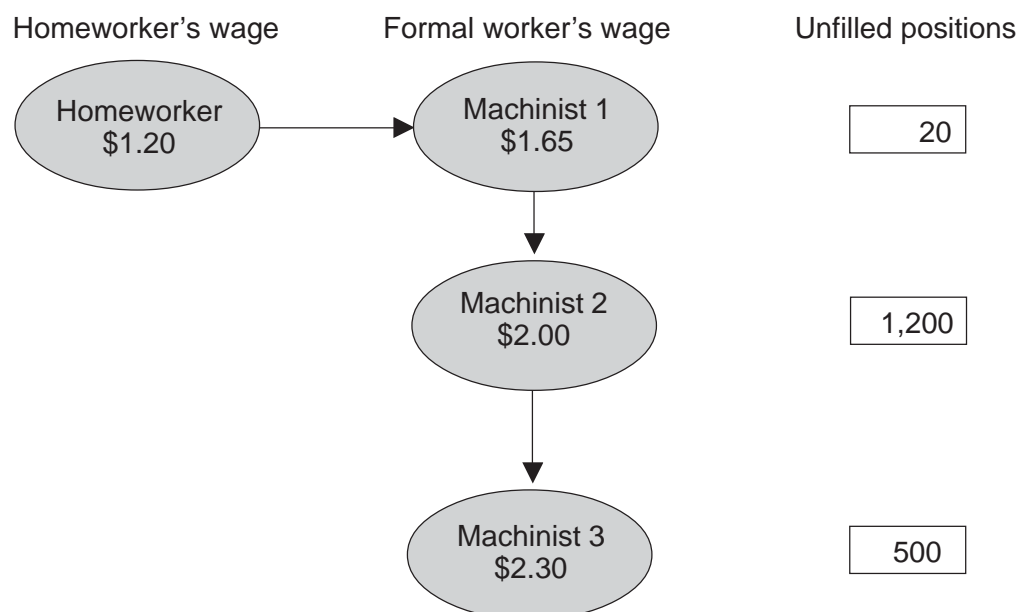 Homeworker’s wage
Formal worker’s wage
Unfilled positions
Homeworker
$1.20
Machinist 1
$1.65
20
Machinist 2
$2.00
1,200
Machinist 3
$2.30
500